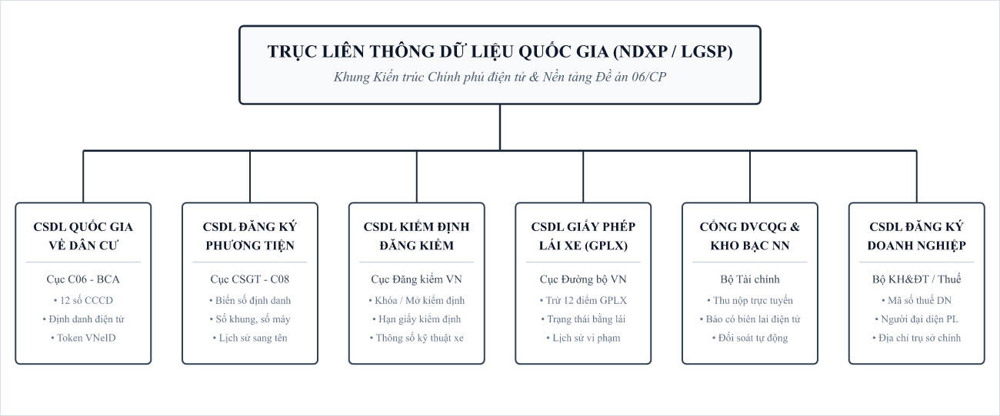 TRỤC LIÊN THÔNG DỮ LIỆU QUỐC GIA (NDXP / LGSP)
Khung Kiến trúc Chính phủ điện tử & Nền tảng Đề án 06/CP
CSDL QUỐC GIA
VỀ DÂN CƯ
Cục C06 - BCA
• 12 số CCCD
• Định danh điện tử
• Token VNeID
CSDL ĐĂNG KÝ
PHƯƠNG TIỆN
Cục CSGT - C08
• Biển số định danh
• Số khung, số máy
• Lịch sử sang tên
CSDL KIỂM ĐỊNH
ĐĂNG KIỂM
Cục Đăng kiểm VN
• Khóa / Mở kiểm định
• Hạn giấy kiểm định
• Thông số kỹ thuật xe
CSDL GIẤY PHÉP
LÁI XE (GPLX)
Cục Đường bộ VN
• Trừ 12 điểm GPLX
• Trạng thái bằng lái
• Lịch sử vi phạm
CỔNG DVCQG &
KHO BẠC NN
Bộ Tài chính
• Thu nộp trực tuyến
• Báo có biên lai điện tử
• Đối soát tự động
CSDL ĐĂNG KÝ
DOANH NGHIỆP
Bộ KH&ĐT / Thuế
• Mã số thuế DN
• Người đại diện PL
• Địa chỉ trụ sở chính